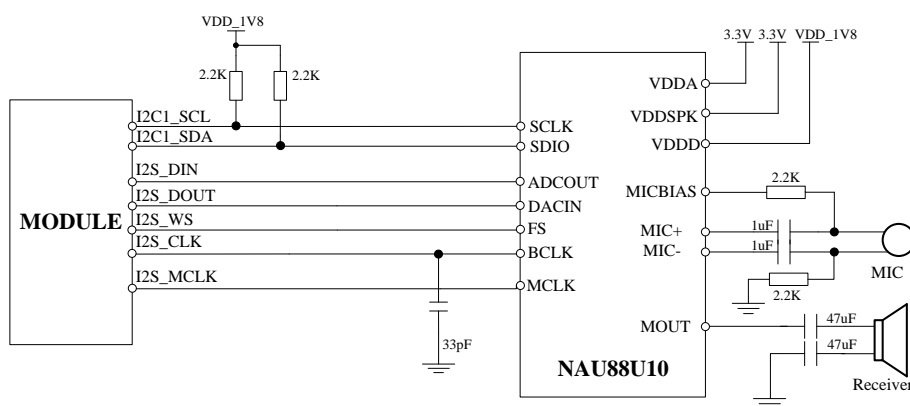 VDD_1V8
2.2K
2.2K
3.3V 3.3V VDD_1V8
MODULE
I2C1_SCL
I2C1_SDA
I2S_DIN
I2S_DOUT
I2S_WS
I2S_CLK
I2S_MCLK
33pF
SCLK
SDIO
ADCOUT
DACIN
FS
BCLK
MCLK
VDDA
VDDSPK
VDDD
MICBIAS
MIC+
MIC-
MOUT
NAU88U10
2.2K
1uF
1uF
MIC
2.2K
47uF
47uF
Receiver